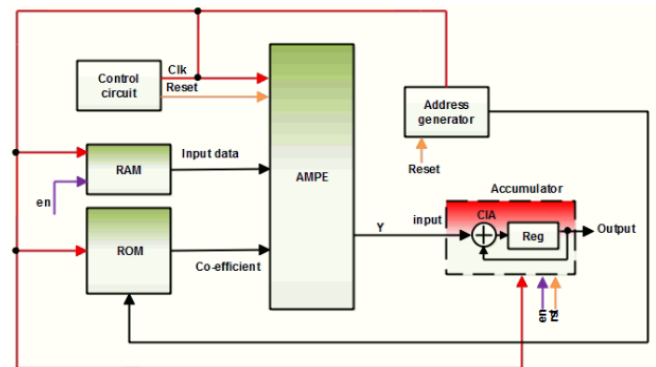 Control
circuit
Clk
Reset
Address
generator
Reset
RAM
Input data
en
AMPE
ROM
Co-efficient
Y
input
Accumulator
CIA
Reg
Output
en
rst